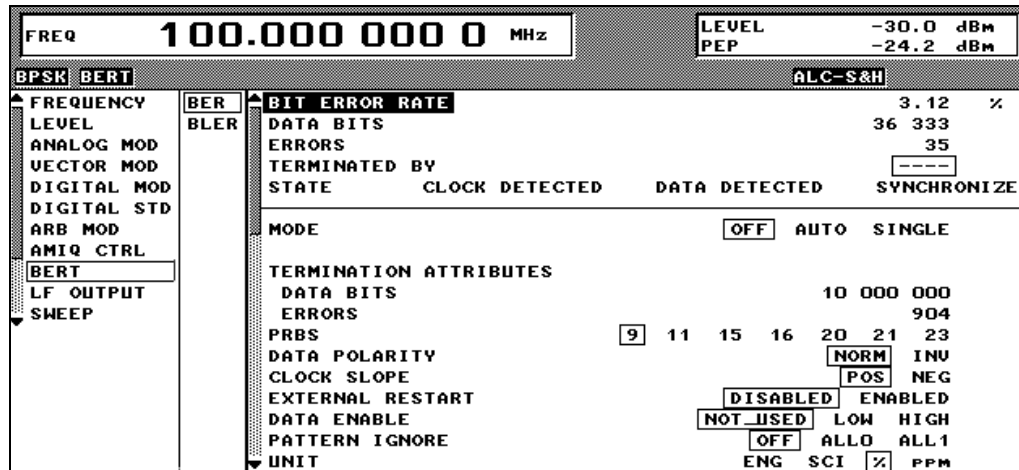 FREQ 100.000 000 0 MHz
LEVEL -30.0 dBm
PEP -24.2 dBm
BPSK BERT ALC-S&H
FREQUENCY
LEVEL
ANALOG MOD
VECTOR MOD
DIGITAL MOD
DIGITAL STD
ARB MOD
AMIQ CTRL
BERT
LF OUTPUT
SWEEP
BER
BLER
BIT ERROR RATE 3.12 %
DATA BITS 36 333
ERRORS 35
TERMINATED BY ----
STATE CLOCK DETECTED DATA DETECTED SYNCHRONIZE
MODE OFF AUTO SINGLE
TERMINATION ATTRIBUTES
DATA BITS 10 000 000
ERRORS 904
PRBS 9 11 15 16 20 21 23
DATA POLARITY NORM INV
CLOCK SLOPE POS NEG
EXTERNAL RESTART DISABLED ENABLED
DATA ENABLE NOT_USED LOW HIGH
PATTERN IGNORE OFF ALL0 ALL1
UNIT ENG SCI % PPM